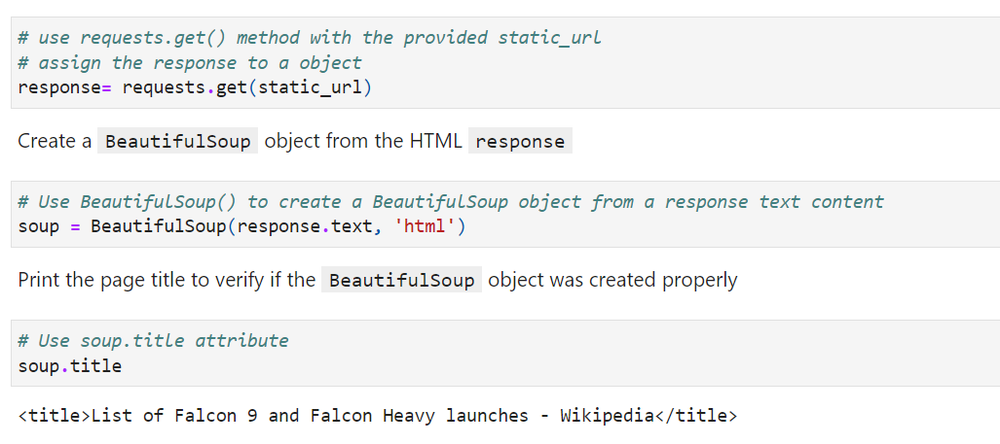 # use requests.get() method with the provided static_url
# assign the response to a object
response= requests.get(static_url)
Create a BeautifulSoup object from the HTML response
# Use BeautifulSoup() to create a BeautifulSoup object from a response text content
soup = BeautifulSoup(response.text, 'html')
Print the page title to verify if the BeautifulSoup object was created properly
# Use soup.title attribute
soup.title
<title>List of Falcon 9 and Falcon Heavy launches - Wikipedia</title>